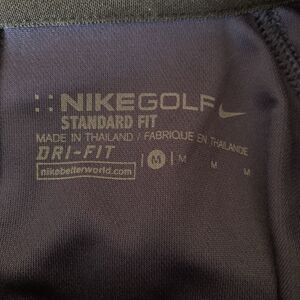 NIKEGOLF
STANDARD FIT
MADE IN THAILAND / FABRIQUE EN THAILANDE
DRI-FIT
M M M M
nikebetterworld.com